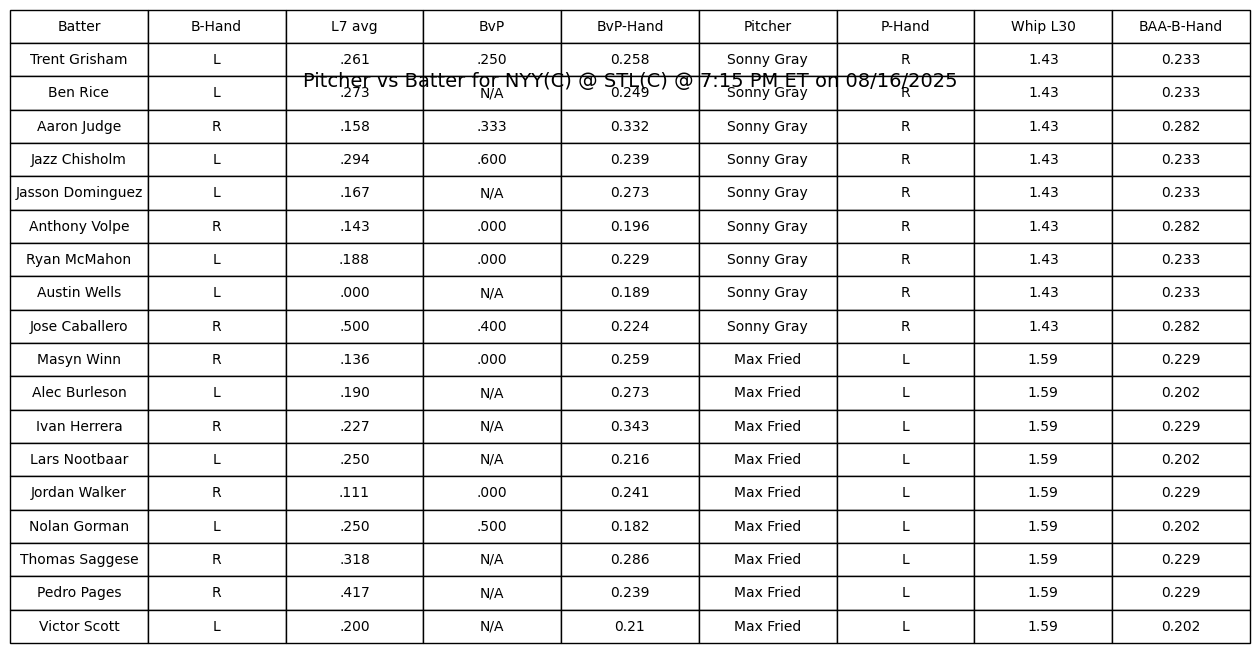 Batter B-Hand L7 avg BvP BvP-Hand Pitcher P-Hand Whip L30 BAA-B-Hand
Trent Grisham L .261 .250 0.258 Sonny Gray R 1.43 0.233
Pitcher vs Batter for NYY(C) @ STL(C) @ 7:15 PM ET on 08/16/2025
Ben Rice L .273 N/A 0.249 Sonny Gray R 1.43 0.233
Aaron Judge R .158 .333 0.332 Sonny Gray R 1.43 0.282
Jazz Chisholm L .294 .600 0.239 Sonny Gray R 1.43 0.233
Jasson Dominguez L .167 N/A 0.273 Sonny Gray R 1.43 0.233
Anthony Volpe R .143 .000 0.196 Sonny Gray R 1.43 0.282
Ryan McMahon L .188 .000 0.229 Sonny Gray R 1.43 0.233
Austin Wells L .000 N/A 0.189 Sonny Gray R 1.43 0.233
Jose Caballero R .500 .400 0.224 Sonny Gray R 1.43 0.282
Masyn Winn R .136 .000 0.259 Max Fried L 1.59 0.229
Alec Burleson L .190 N/A 0.273 Max Fried L 1.59 0.202
Ivan Herrera R .227 N/A 0.343 Max Fried L 1.59 0.229
Lars Nootbaar L .250 N/A 0.216 Max Fried L 1.59 0.202
Jordan Walker R .111 .000 0.241 Max Fried L 1.59 0.229
Nolan Gorman L .250 .500 0.182 Max Fried L 1.59 0.202
Thomas Saggese R .318 N/A 0.286 Max Fried L 1.59 0.229
Pedro Pages R .417 N/A 0.239 Max Fried L 1.59 0.229
Victor Scott L .200 N/A 0.21 Max Fried L 1.59 0.202